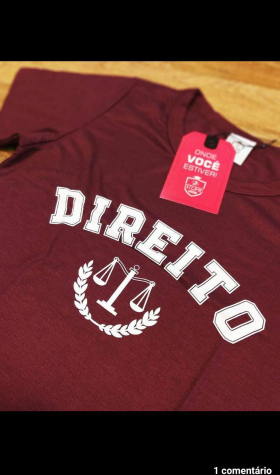 ONDE
VOCÊ
ESTIVER!
DIREITO
1 comentário